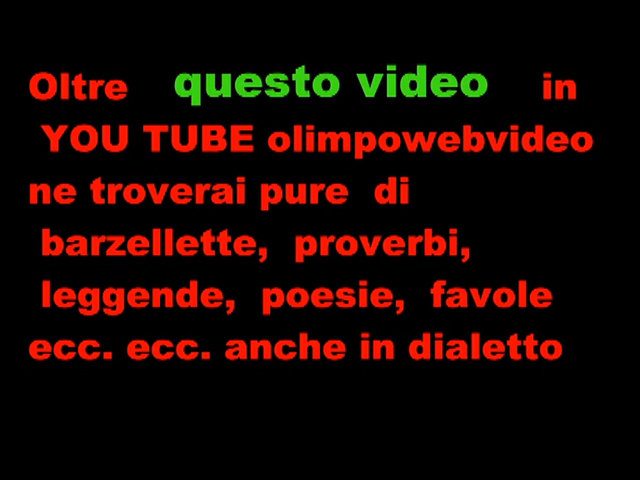 Oltre questo video in
YOU TUBE olimpowebvideo
ne troverai pure di
barzellette, proverbi,
leggende, poesie, favole
ecc. ecc. anche in dialetto